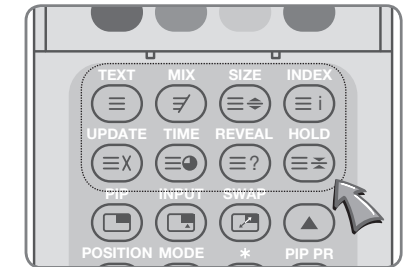 TEXT MIX SIZE INDEX
i
UPDATE TIME REVEAL HOLD
X ?
PIP INPUT SWAP
POSITION MODE * PIP PR